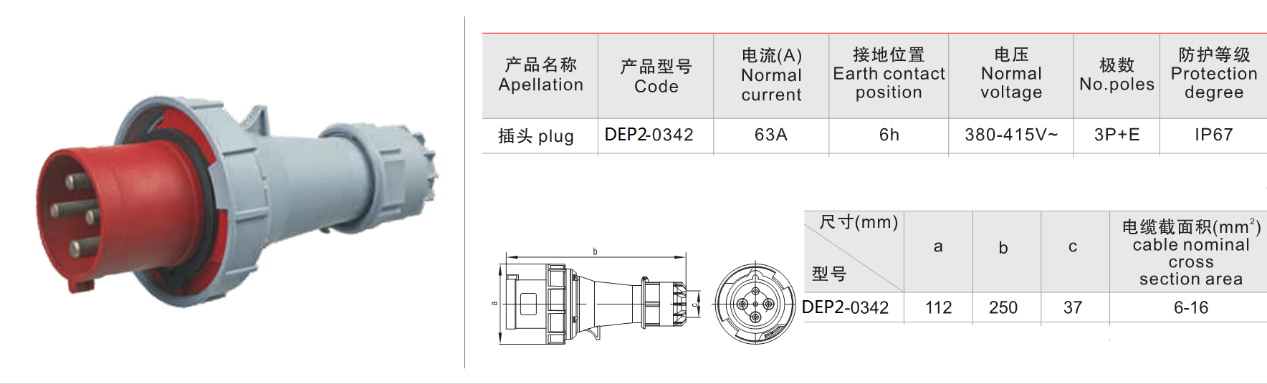 产品名称
Apellation
产品型号
Code
电流(A)
Normal
current
接地位置
Earth contact
position
电压
Normal
voltage
极数
No.poles
防护等级
Protection
degree
插头 plug
DEP2-0342
63A
6h
380-415V~
3P+E
IP67
尺寸(mm)
型号
a
b
c
电缆截面积(mm²)
cable nominal
cross
section area
DEP2-0342
112
250
37
6-16
b
a
c